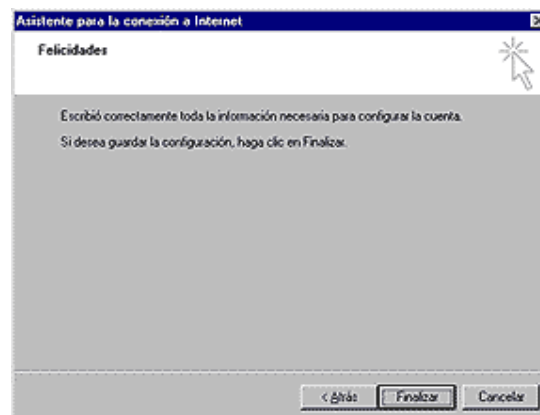 Asistente para la conexión a Internet
Felicidades
Escribió correctamente toda la información necesaria para configurar la cuenta.
Si desea guardar la configuración, haga clic en Finalizar.
< Atrás Finalizar Cancelar